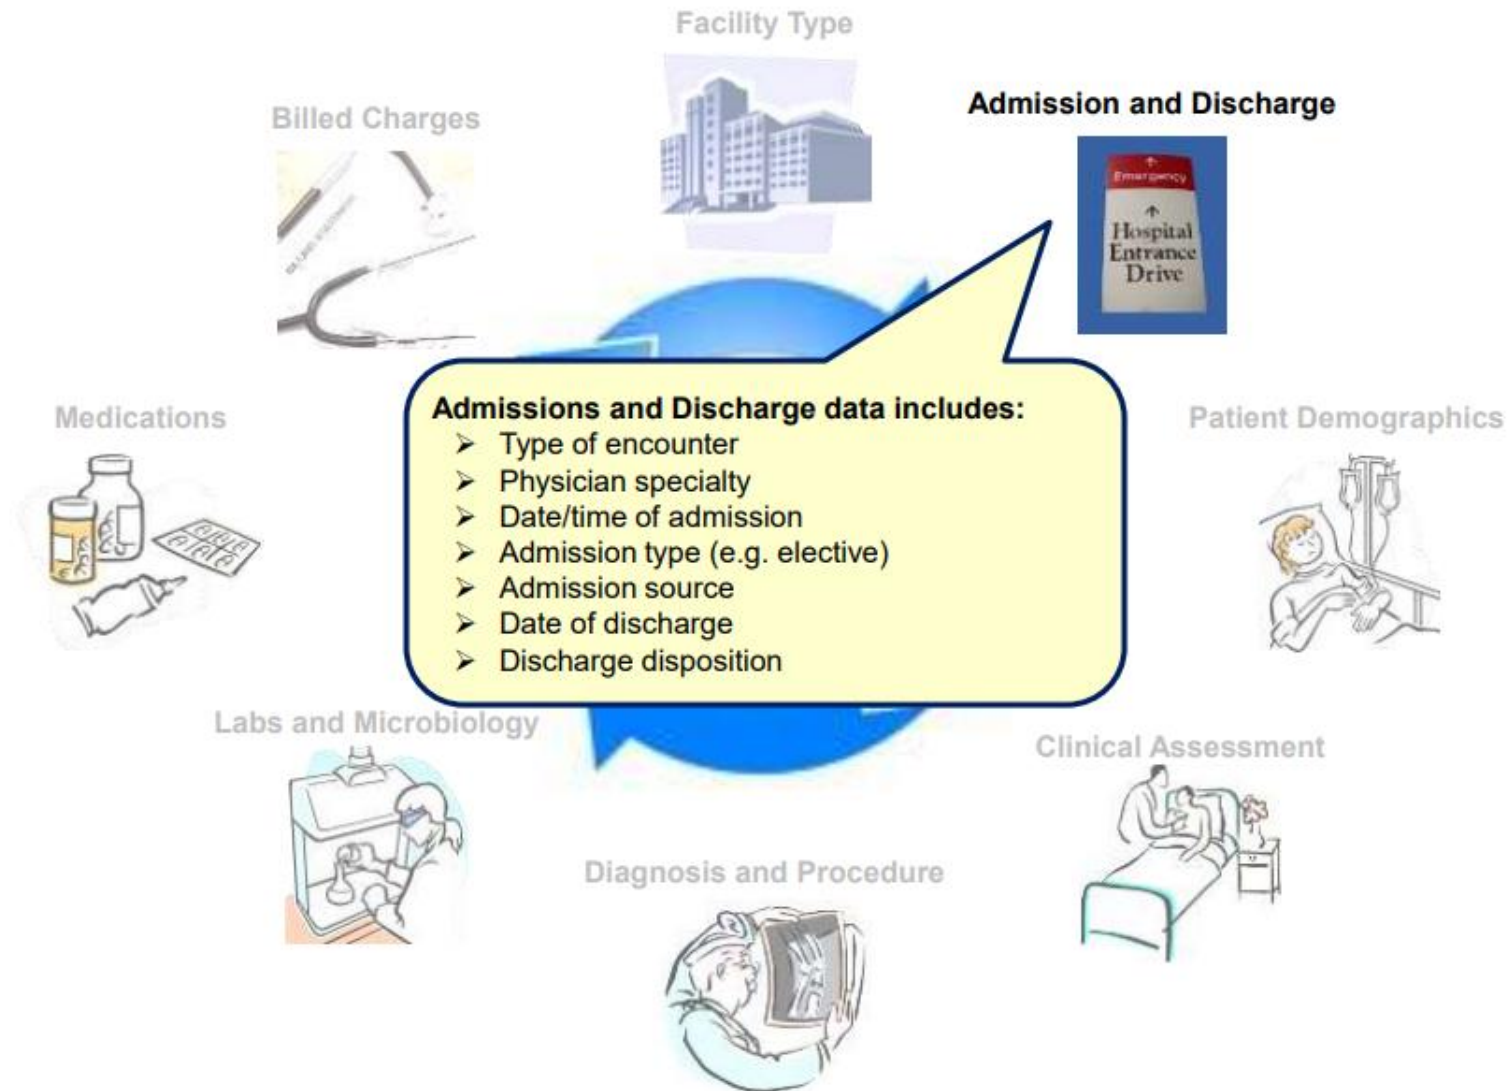 Facility Type
Admission and Discharge
Emergency
Hospital
Entrance
Drive
Billed Charges
Admissions and Discharge data includes:
➢ Type of encounter
➢ Physician specialty
➢ Date/time of admission
➢ Admission type (e.g. elective)
➢ Admission source
➢ Date of discharge
➢ Discharge disposition
Medications
Patient Demographics
Labs and Microbiology
Clinical Assessment
Diagnosis and Procedure